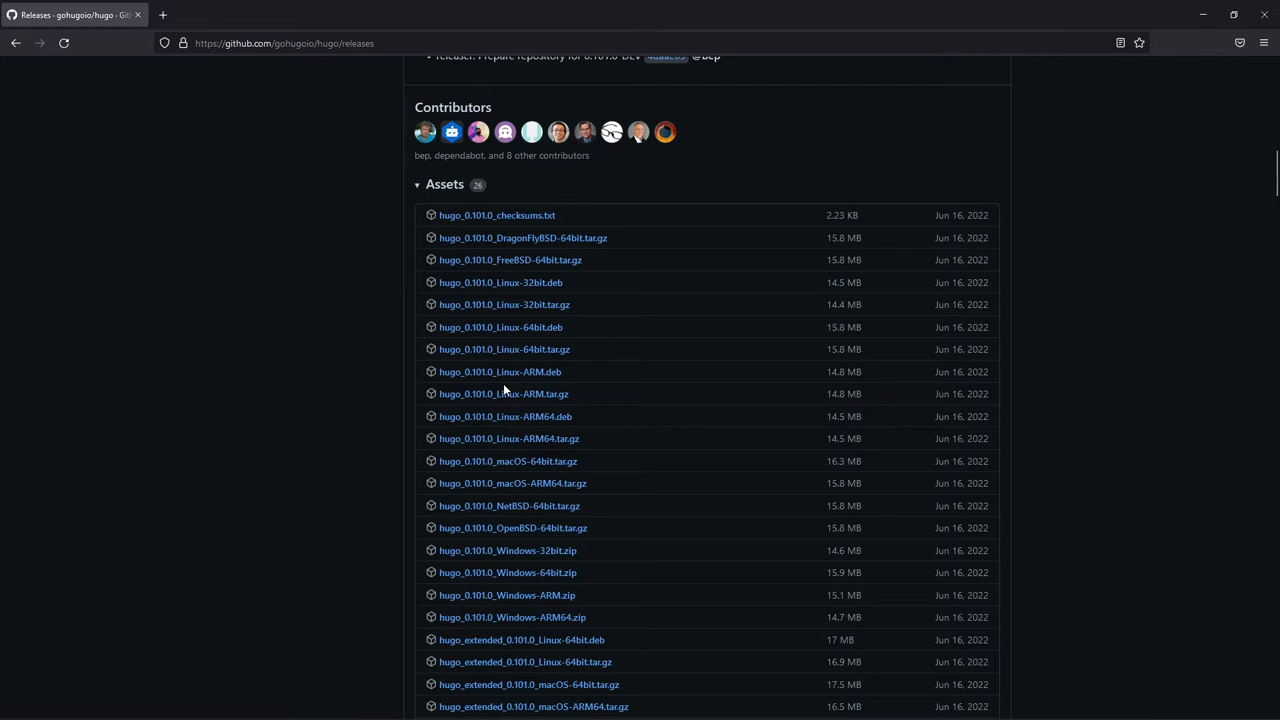 Releases · gohugoio/hugo · Git
https://github.com/gohugoio/hugo/releases
releaser: Prepare repository for 0.101.0-DEV @bep
Contributors
bep, dependabot, and 8 other contributors
Assets 26
hugo_0.101.0_checksums.txt 2.23 KB Jun 16, 2022
hugo_0.101.0_DragonFlyBSD-64bit.tar.gz 15.8 MB Jun 16, 2022
hugo_0.101.0_FreeBSD-64bit.tar.gz 15.8 MB Jun 16, 2022
hugo_0.101.0_Linux-32bit.deb 14.5 MB Jun 16, 2022
hugo_0.101.0_Linux-32bit.tar.gz 14.4 MB Jun 16, 2022
hugo_0.101.0_Linux-64bit.deb 15.8 MB Jun 16, 2022
hugo_0.101.0_Linux-64bit.tar.gz 15.8 MB Jun 16, 2022
hugo_0.101.0_Linux-ARM.deb 14.8 MB Jun 16, 2022
hugo_0.101.0_Linux-ARM.tar.gz 14.8 MB Jun 16, 2022
hugo_0.101.0_Linux-ARM64.deb 14.5 MB Jun 16, 2022
hugo_0.101.0_Linux-ARM64.tar.gz 14.5 MB Jun 16, 2022
hugo_0.101.0_macOS-64bit.tar.gz 16.3 MB Jun 16, 2022
hugo_0.101.0_macOS-ARM64.tar.gz 15.8 MB Jun 16, 2022
hugo_0.101.0_NetBSD-64bit.tar.gz 15.8 MB Jun 16, 2022
hugo_0.101.0_OpenBSD-64bit.tar.gz 15.8 MB Jun 16, 2022
hugo_0.101.0_Windows-32bit.zip 14.6 MB Jun 16, 2022
hugo_0.101.0_Windows-64bit.zip 15.9 MB Jun 16, 2022
hugo_0.101.0_Windows-ARM.zip 15.1 MB Jun 16, 2022
hugo_0.101.0_Windows-ARM64.zip 14.7 MB Jun 16, 2022
hugo_extended_0.101.0_Linux-64bit.deb 17 MB Jun 16, 2022
hugo_extended_0.101.0_Linux-64bit.tar.gz 16.9 MB Jun 16, 2022
hugo_extended_0.101.0_macOS-64bit.tar.gz 17.5 MB Jun 16, 2022
hugo_extended_0.101.0_macOS-ARM64.tar.gz 16.5 MB Jun 16, 2022